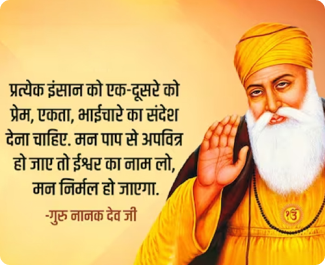 प्रत्येक इंसान को एक-दूसरे को
प्रेम, एकता, भाईचारे का संदेश
देना चाहिए. मन पाप से अपवित्र
हो जाए तो ईश्वर का नाम लो,
मन निर्मल हो जाएगा.
-गुरु नानक देव जी
ੴ